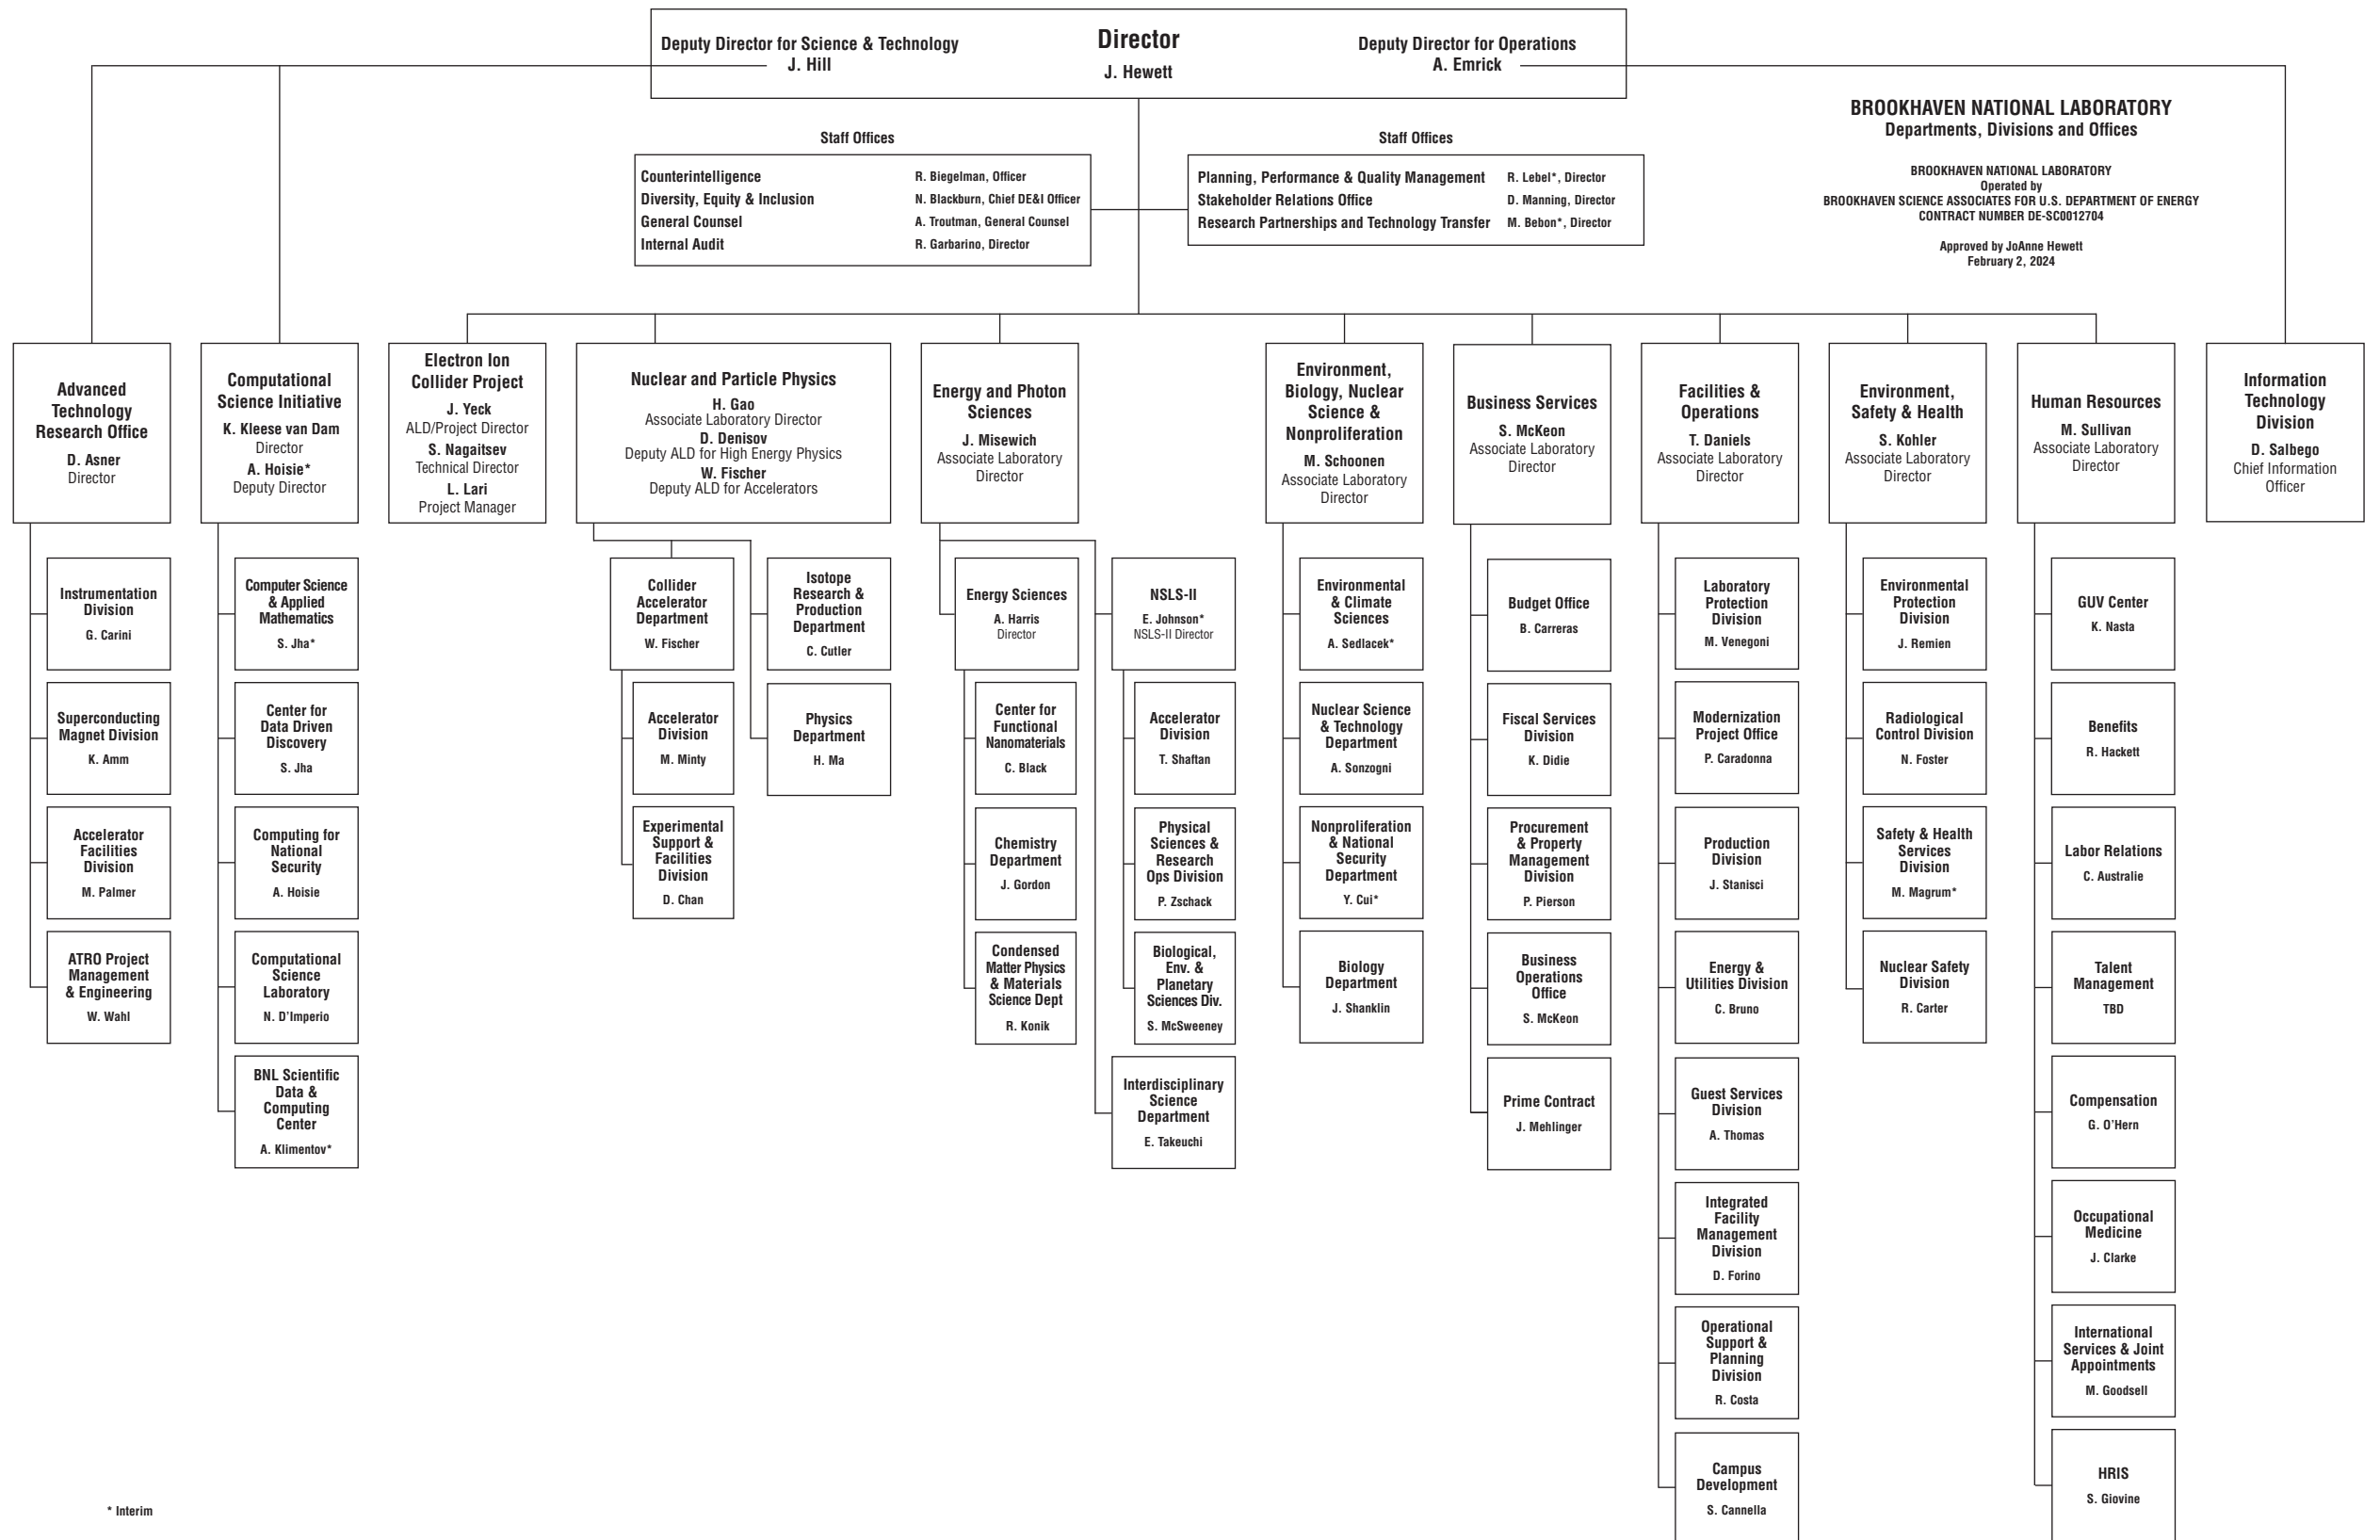 Deputy Director for Science & Technology
J. Hill
Director
J. Hewett
Deputy Director for Operations
A. Emrick
BROOKHAVEN NATIONAL LABORATORY
Departments, Divisions and Offices
BROOKHAVEN NATIONAL LABORATORY
Operated by
BROOKHAVEN SCIENCE ASSOCIATES FOR U.S. DEPARTMENT OF ENERGY
CONTRACT NUMBER DE-SC0012704
Approved by JoAnne Hewett
February 2, 2024
Staff Offices
Counterintelligence R. Biegelman, Officer
Diversity, Equity & Inclusion N. Blackburn, Chief DE&I Officer
General Counsel A. Troutman, General Counsel
Internal Audit R. Garbarino, Director
Staff Offices
Planning, Performance & Quality Management R. Lebel*, Director
Stakeholder Relations Office D. Manning, Director
Research Partnerships and Technology Transfer M. Bebon*, Director
Advanced
Technology
Research Office
D. Asner
Director
Instrumentation
Division
G. Carini
Superconducting
Magnet Division
K. Amm
Accelerator
Facilities
Division
M. Palmer
ATRO Project
Management
& Engineering
W. Wahl
Computational
Science Initiative
K. Kleese van Dam
Director
A. Hoisie*
Deputy Director
Computer Science
& Applied
Mathematics
S. Jha*
Center for
Data Driven
Discovery
S. Jha
Computing for
National
Security
A. Hoisie
Computational
Science
Laboratory
N. D'Imperio
BNL Scientific
Data &
Computing
Center
A. Klimentov*
Electron Ion
Collider Project
J. Yeck
ALD/Project Director
S. Nagaitsev
Technical Director
L. Lari
Project Manager
Nuclear and Particle Physics
H. Gao
Associate Laboratory Director
D. Denisov
Deputy ALD for High Energy Physics
W. Fischer
Deputy ALD for Accelerators
Collider
Accelerator
Department
W. Fischer
Accelerator
Division
M. Minty
Experimental
Support &
Facilities
Division
D. Chan
Isotope
Research &
Production
Department
C. Cutler
Physics
Department
H. Ma
Energy and Photon
Sciences
J. Misewich
Associate Laboratory
Director
Energy Sciences
A. Harris
Director
Center for
Functional
Nanomaterials
C. Black
Chemistry
Department
J. Gordon
Condensed
Matter Physics
& Materials
Science Dept
R. Konik
NSLS-II
E. Johnson*
NSLS-II Director
Accelerator
Division
T. Shaftan
Physical
Sciences &
Research
Ops Division
P. Zschack
Biological,
Env. &
Planetary
Sciences Div.
S. McSweeney
Interdisciplinary
Science
Department
E. Takeuchi
Environment,
Biology, Nuclear
Science &
Nonproliferation
M. Schoonen
Associate Laboratory
Director
Environmental
& Climate
Sciences
A. Sedlacek*
Nuclear Science
& Technology
Department
A. Sonzogni
Nonproliferation
& National
Security
Department
Y. Cui*
Biology
Department
J. Shanklin
Business Services
S. McKeon
Associate Laboratory
Director
Budget Office
B. Carreras
Fiscal Services
Division
K. Didie
Procurement
& Property
Management
Division
P. Pierson
Business
Operations
Office
S. McKeon
Prime Contract
J. Mehlinger
Facilities &
Operations
T. Daniels
Associate Laboratory
Director
Laboratory
Protection
Division
M. Venegoni
Modernization
Project Office
P. Caradonna
Production
Division
J. Stanisci
Energy &
Utilities Division
C. Bruno
Guest Services
Division
A. Thomas
Integrated
Facility
Management
Division
D. Forino
Operational
Support &
Planning
Division
R. Costa
Campus
Development
S. Cannella
Environment,
Safety & Health
S. Kohler
Associate Laboratory
Director
Environmental
Protection
Division
J. Remien
Radiological
Control Division
N. Foster
Safety & Health
Services
Division
M. Magrum*
Nuclear Safety
Division
R. Carter
Human Resources
M. Sullivan
Associate Laboratory
Director
GUV Center
K. Nasta
Benefits
R. Hackett
Labor Relations
C. Australie
Talent
Management
TBD
Compensation
G. O'Hern
Occupational
Medicine
J. Clarke
International
Services & Joint
Appointments
M. Goodsell
HRIS
S. Giovine
Information
Technology
Division
D. Salbego
Chief Information
Officer
* Interim